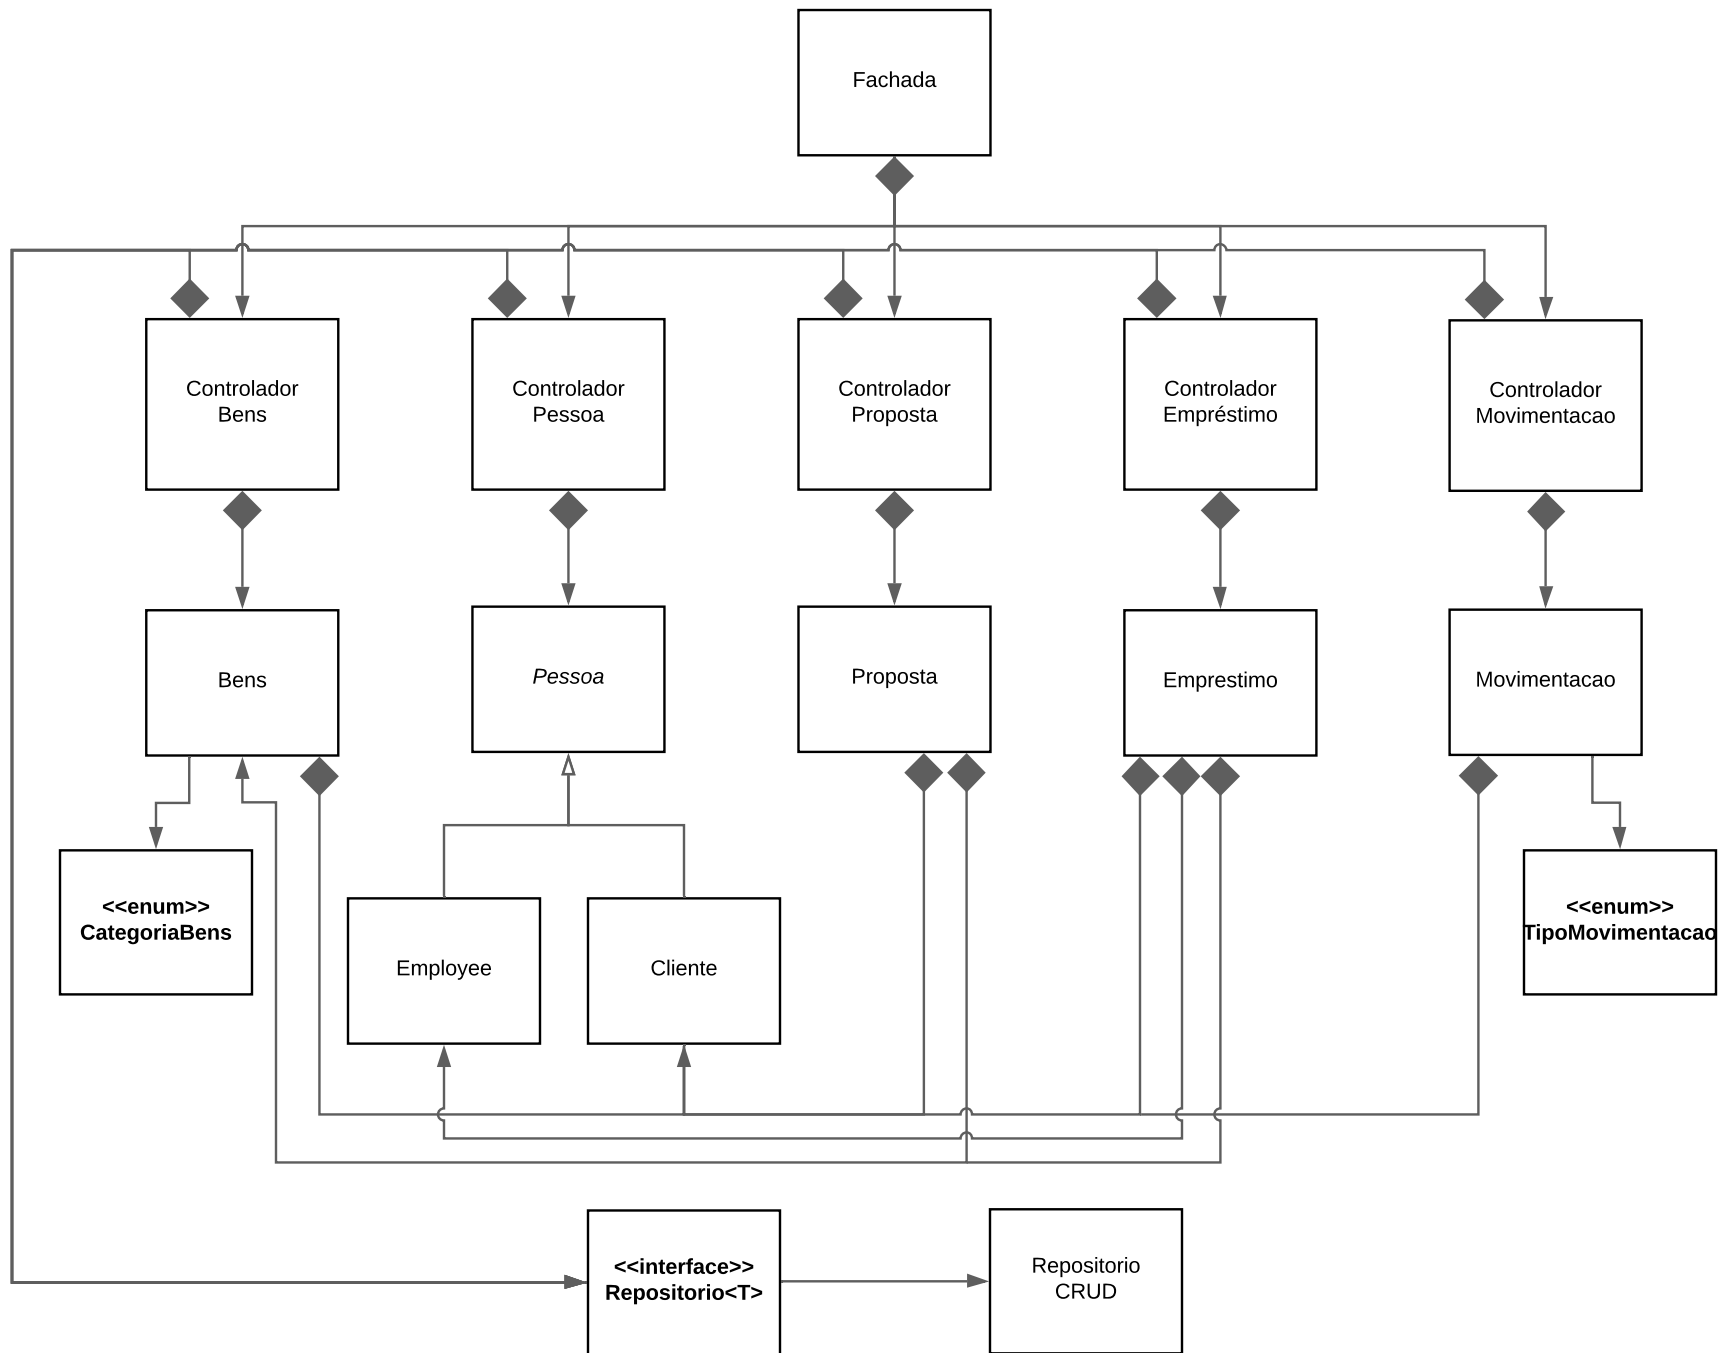 Fachada
Controlador
Bens
Controlador
Pessoa
Controlador
Proposta
Controlador
Empréstimo
Controlador
Movimentacao
Bens
Pessoa
Proposta
Emprestimo
Movimentacao
<<enum>>
CategoriaBens
Employee
Cliente
<<enum>>
TipoMovimentacao
<<interface>>
Repositorio<T>
Repositorio
CRUD